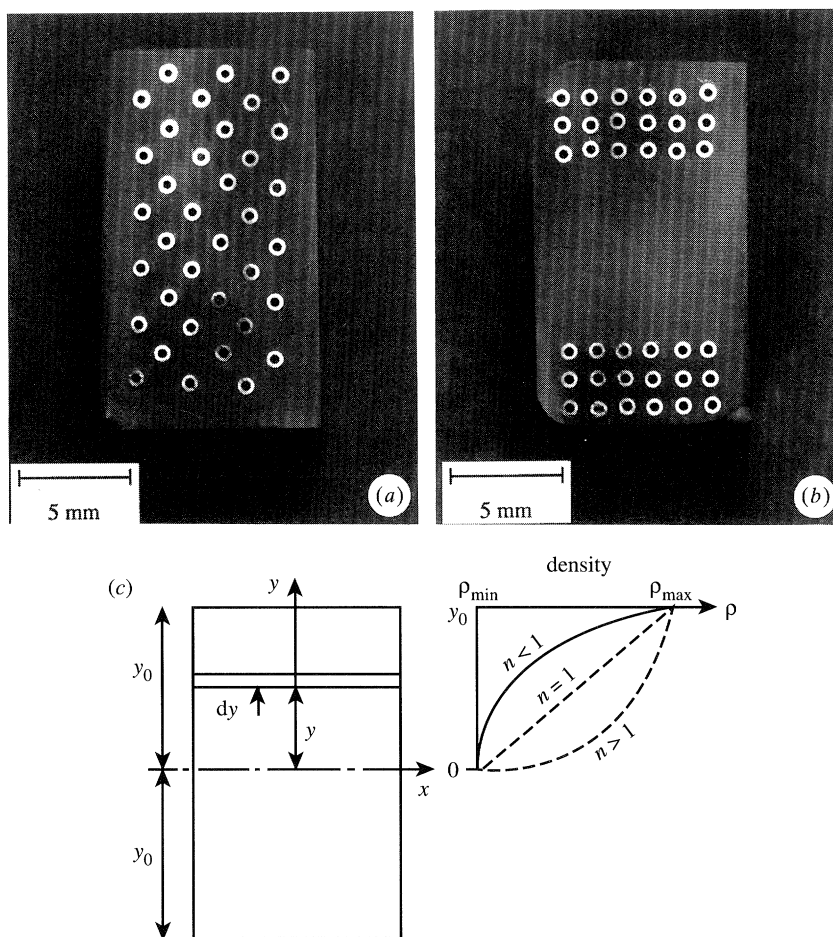 (a)
5 mm
(b)
5 mm
(c)
y
y₀
dy
y
x
y₀
density
ρmin
ρmax
y₀
ρ
n < 1
n = 1
n > 1
0